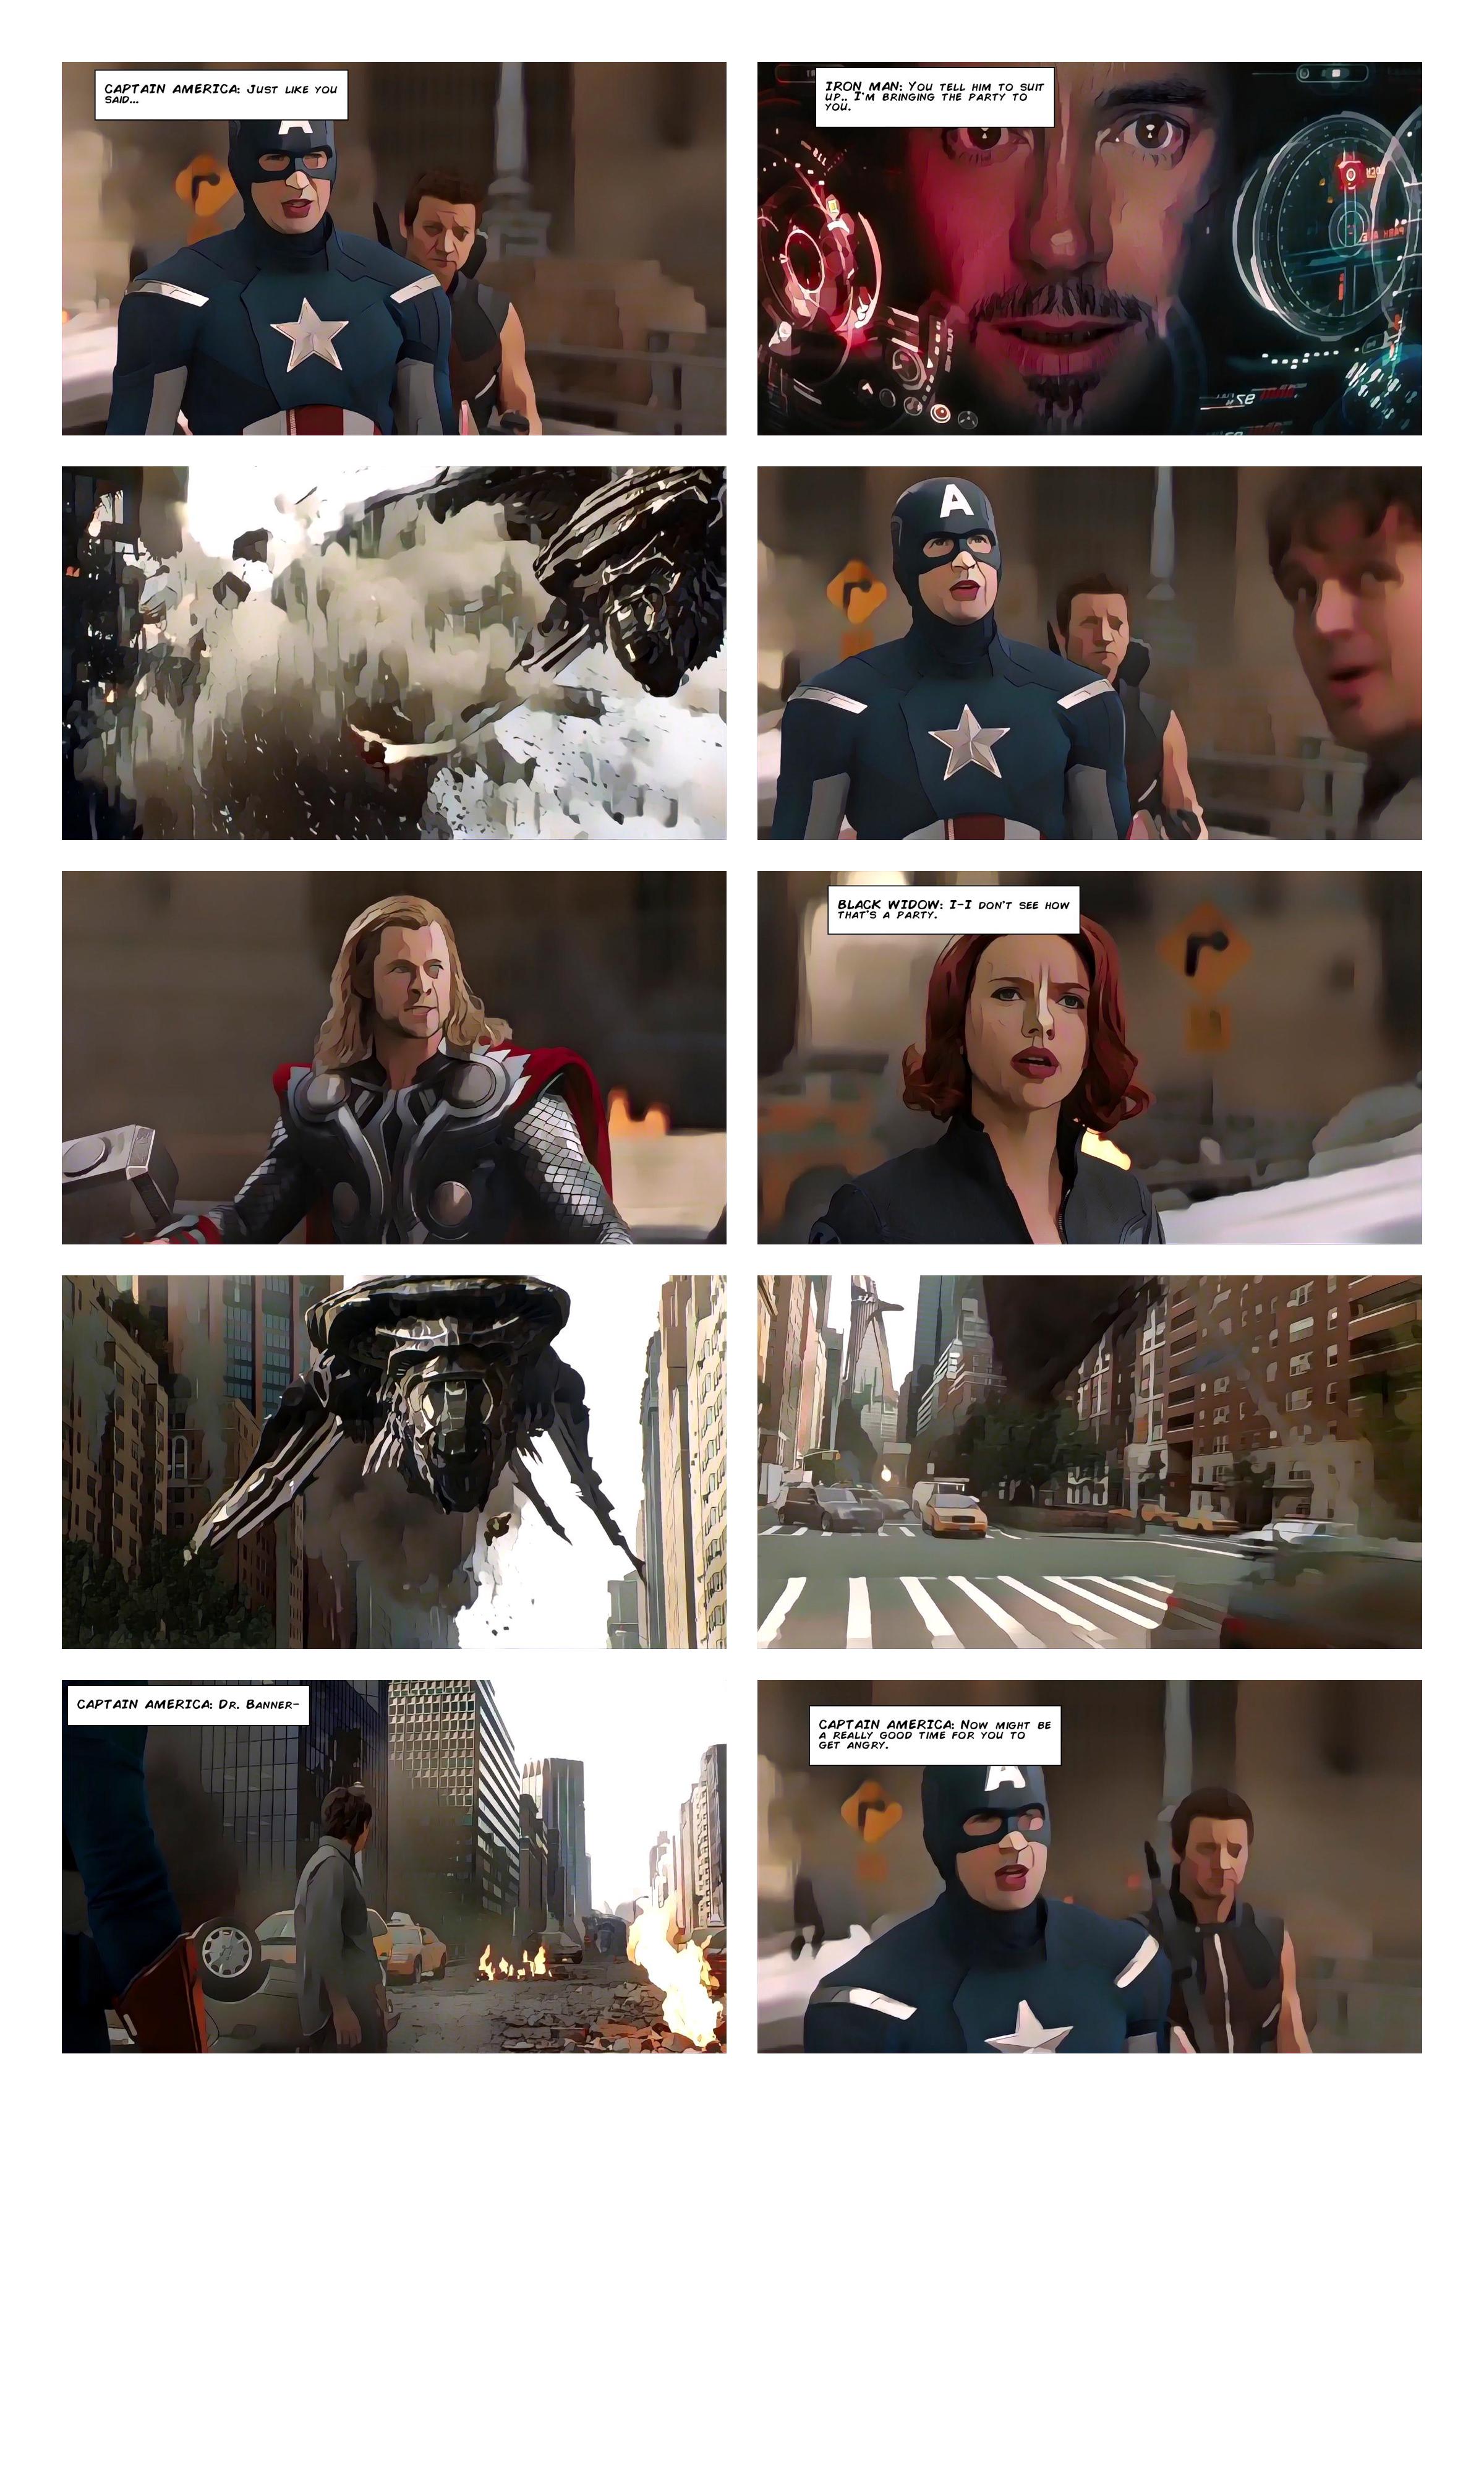 CAPTAIN AMERICA: JUST LIKE YOU
SAID...
A
IRON MAN: YOU TELL HIM TO SUIT
UP.. I'M BRINGING THE PARTY TO
YOU.
A
BLACK WIDOW: I-I DON'T SEE HOW
THAT'S A PARTY.
CAPTAIN AMERICA: DR. BANNER-
CAPTAIN AMERICA: NOW MIGHT BE
A REALLY GOOD TIME FOR YOU TO
GET ANGRY.
A